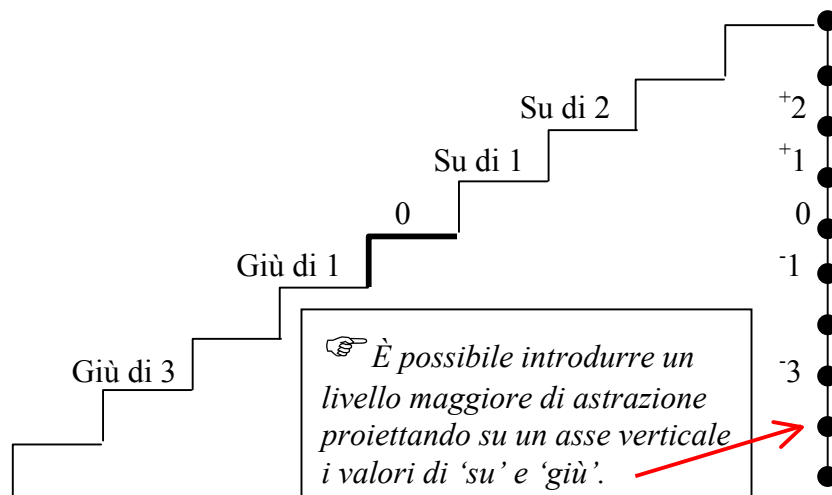 Su di 2
+2
Su di 1
+1
0
0
Giù di 1
-1
Giù di 3
-3
☞ È possibile introdurre un
livello maggiore di astrazione
proiettando su un asse verticale
i valori di ‘su’ e ‘giù’.